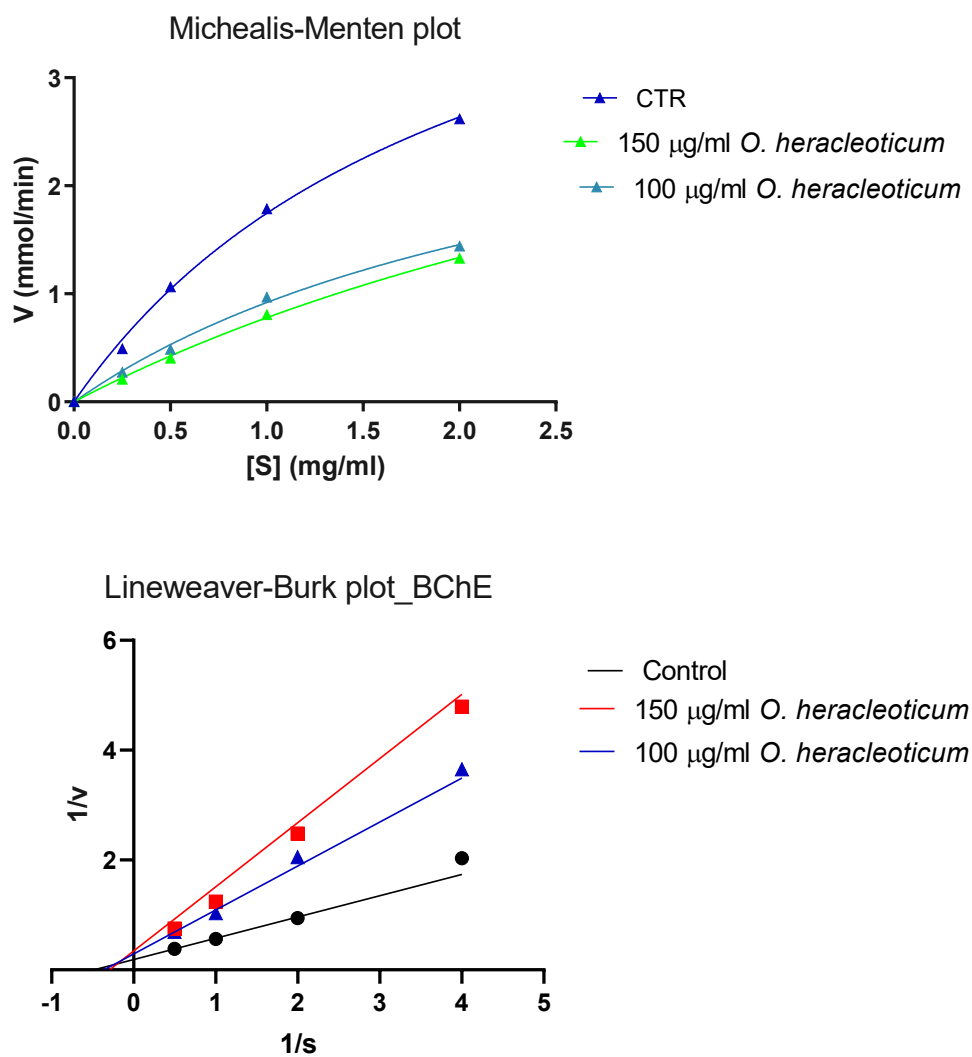 Michealis-Menten plot
3
2
1
0
V (mmol/min)
0.0 0.5 1.0 1.5 2.0 2.5
[S] (mg/ml)
CTR
150 μg/ml O. heracleoticum
100 μg/ml O. heracleoticum
Lineweaver-Burk plot_BChE
6
4
2
1/v
-1 0 1 2 3 4 5
1/s
Control
150 μg/ml O. heracleoticum
100 μg/ml O. heracleoticum